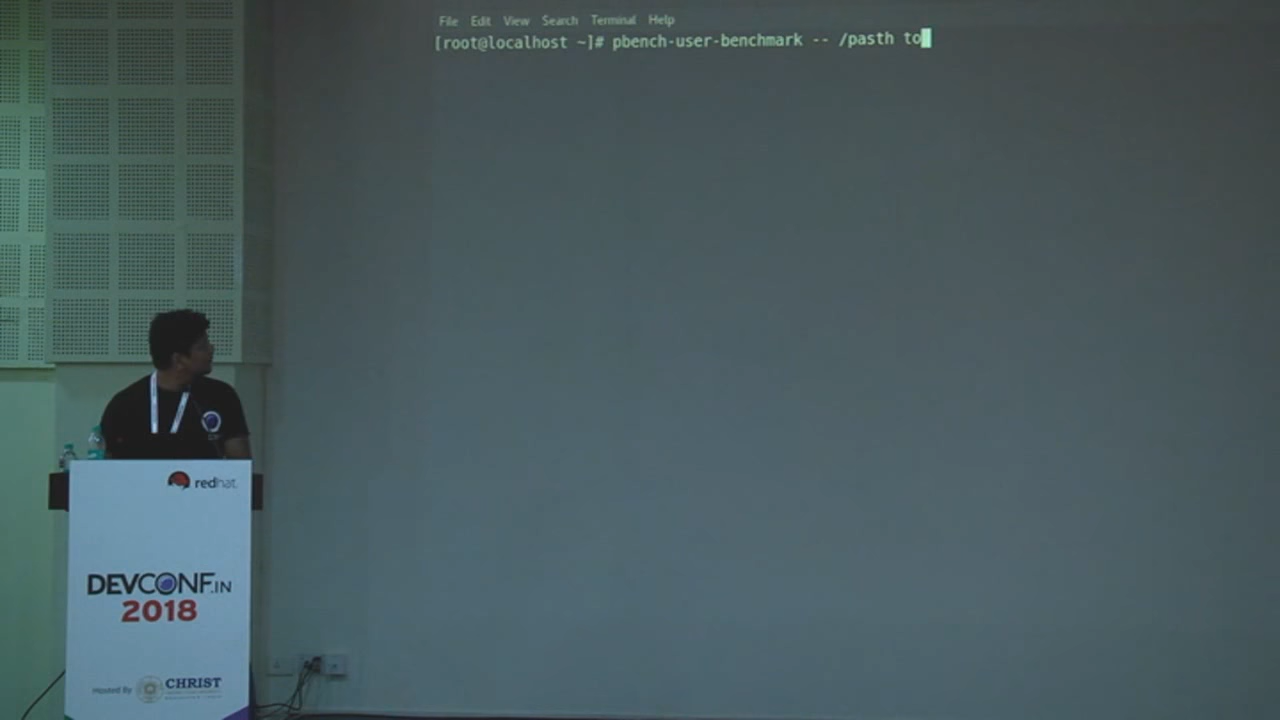 File Edit View Search Terminal Help
[root@localhost ~]# pbench-user-benchmark -- /pasth to
redhat.
DEVCONF.IN
2018
Hosted By CHRIST